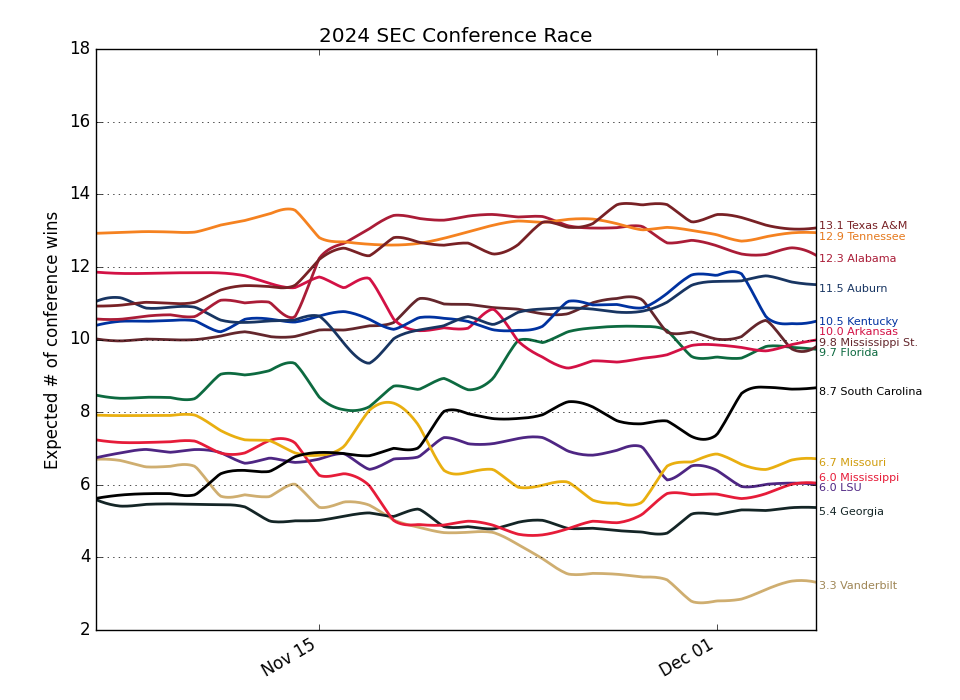 2024 SEC Conference Race
Expected # of conference wins
18
16
14
12
10
8
6
4
2
13.1 Texas A&M
12.9 Tennessee
12.3 Alabama
11.5 Auburn
10.5 Kentucky
10.0 Arkansas
9.8 Mississippi St.
9.7 Florida
8.7 South Carolina
6.7 Missouri
6.0 Mississippi
6.0 LSU
5.4 Georgia
3.3 Vanderbilt
Nov 15
Dec 01